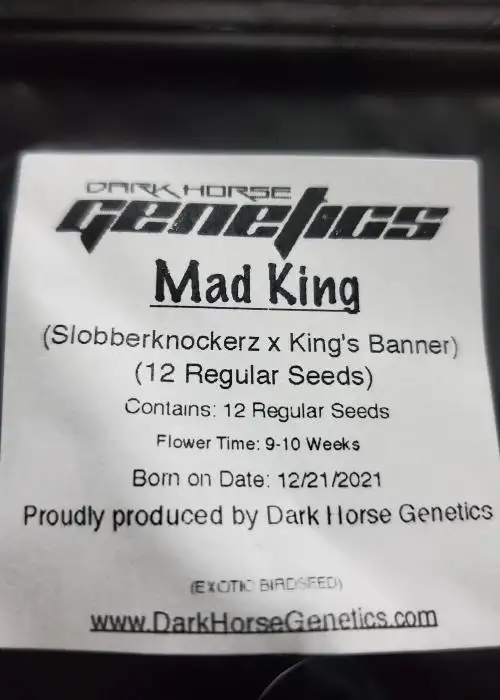 DARK HORSE
GENETICS
Mad King
(Slobberknockerz x King's Banner)
(12 Regular Seeds)
Contains: 12 Regular Seeds
Flower Time: 9-10 Weeks
Born on Date: 12/21/2021
Proudly produced by Dark Horse Genetics
(EXOTIC BIRDSEED)
www.DarkHorseGenetics.com